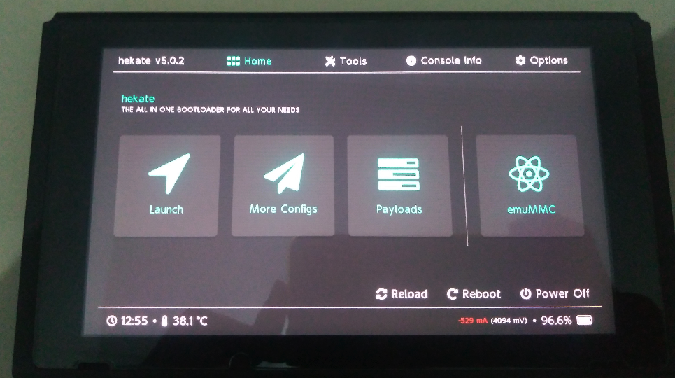 hekate v5.0.2 Home Tools Console Info Options
hekate
THE ALL IN ONE BOOTLOADER FOR ALL YOUR NEEDS
Launch More Configs Payloads emuMMC
Reload Reboot Power Off
12:55 • 38.1 °C -529 mA (4094 mV) • 96.6%